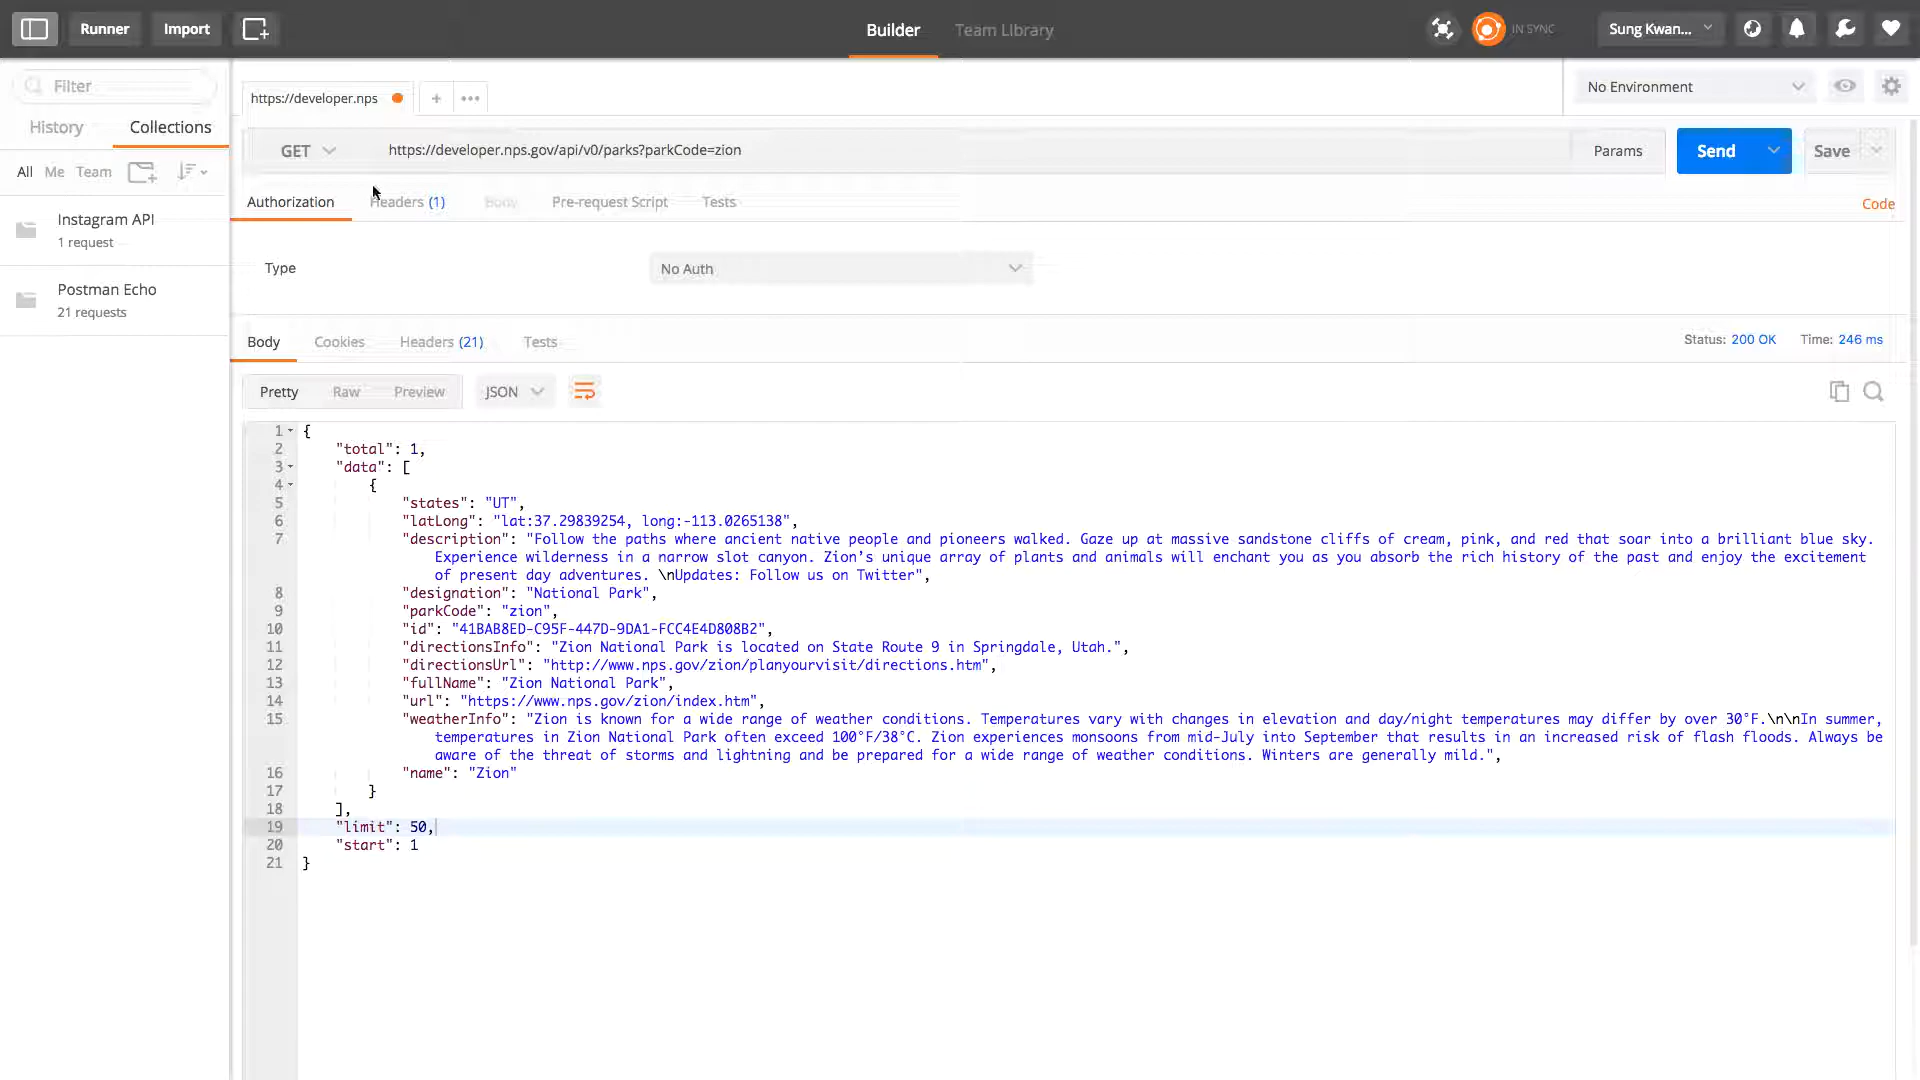 Runner
Import
Builder
Team Library
IN SYNC
Sung Kwan...
Filter
https://developer.nps
No Environment
History
Collections
GET
https://developer.nps.gov/api/v0/parks?parkCode=zion
Params
Send
Save
All Me Team
Authorization
Headers (1)
Body
Pre-request Script
Tests
Code
Instagram API
1 request
Type
No Auth
Postman Echo
21 requests
Body
Cookies
Headers (21)
Tests
Status: 200 OK
Time: 246 ms
Pretty
Raw
Preview
JSON
1 {
2 "total": 1,
3 "data": [
4 {
5 "states": "UT",
6 "latLong": "lat:37.29839254, long:-113.0265138",
7 "description": "Follow the paths where ancient native people and pioneers walked. Gaze up at massive sandstone cliffs of cream, pink, and red that soar into a brilliant blue sky.
Experience wilderness in a narrow slot canyon. Zion’s unique array of plants and animals will enchant you as you absorb the rich history of the past and enjoy the excitement
of present day adventures. \nUpdates: Follow us on Twitter",
8 "designation": "National Park",
9 "parkCode": "zion",
10 "id": "41BAB8ED-C95F-447D-9DA1-FCC4E4D808B2",
11 "directionsInfo": "Zion National Park is located on State Route 9 in Springdale, Utah.",
12 "directionsUrl": "http://www.nps.gov/zion/planyourvisit/directions.htm",
13 "fullName": "Zion National Park",
14 "url": "https://www.nps.gov/zion/index.htm",
15 "weatherInfo": "Zion is known for a wide range of weather conditions. Temperatures vary with changes in elevation and day/night temperatures may differ by over 30°F.\n\nIn summer,
temperatures in Zion National Park often exceed 100°F/38°C. Zion experiences monsoons from mid-July into September that results in an increased risk of flash floods. Always be
aware of the threat of storms and lightning and be prepared for a wide range of weather conditions. Winters are generally mild.",
16 "name": "Zion"
17 }
18 ],
19 "limit": 50,
20 "start": 1
21 }